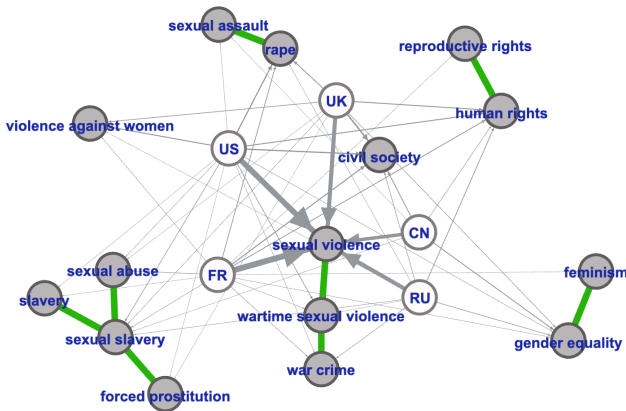 sexual assault
rape
reproductive rights
UK
human rights
violence against women
US
civil society
CN
sexual violence
sexual abuse
FR
feminism
slavery
RU
wartime sexual violence
sexual slavery
gender equality
war crime
forced prostitution